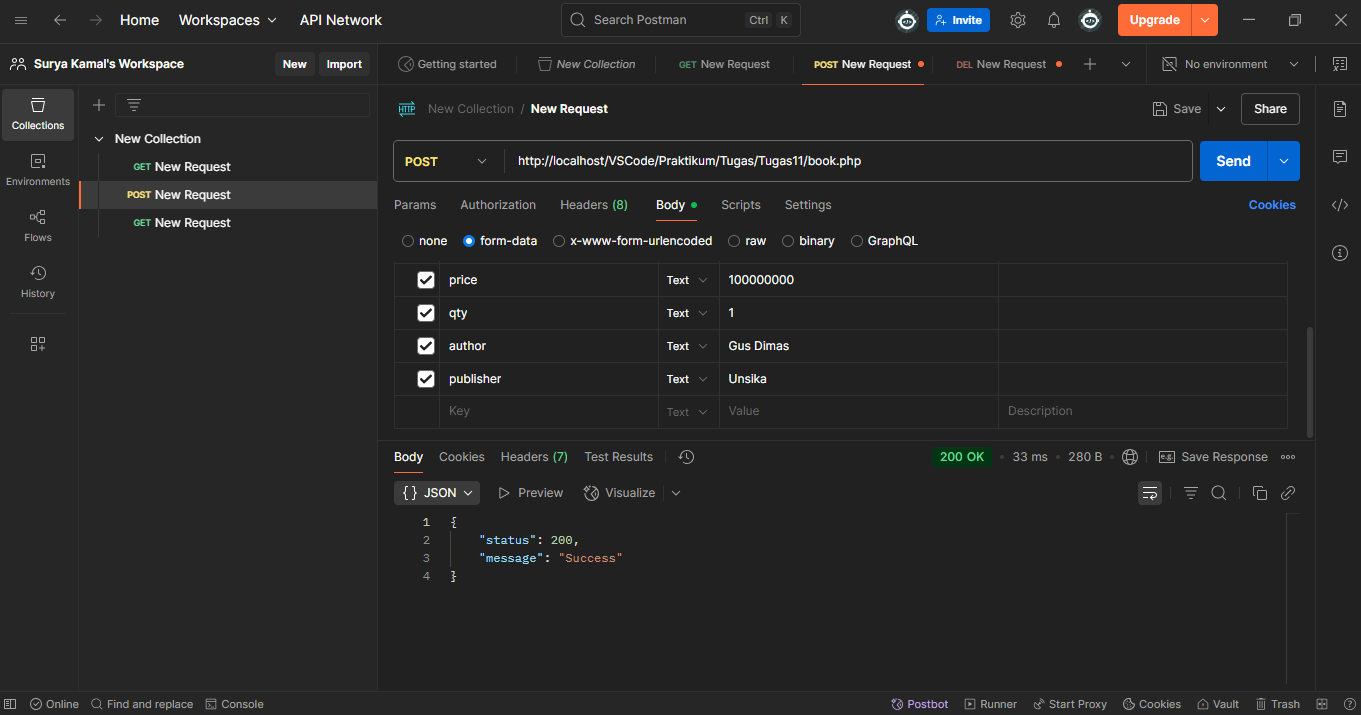 Home Workspaces API Network Search Postman Ctrl K Invite Upgrade
Surya Kamal's Workspace New Import
Getting started New Collection GET New Request POST New Request DEL New Request No environment
Collections
Environments
Flows
History
New Collection
GET New Request
POST New Request
GET New Request
HTTP New Collection / New Request Save Share
POST http://localhost/VSCode/Praktikum/Tugas/Tugas11/book.php Send
Params Authorization Headers (8) Body Scripts Settings Cookies
none form-data x-www-form-urlencoded raw binary GraphQL
price Text 100000000
qty Text 1
author Text Gus Dimas
publisher Text Unsika
Key Text Value Description
Body Cookies Headers (7) Test Results 200 OK 33 ms 280 B e.g. Save Response
{} JSON Preview Visualize
1 {
2 "status": 200,
3 "message": "Success"
4 }
Online Find and replace Console Postbot Runner Start Proxy Cookies Vault Trash